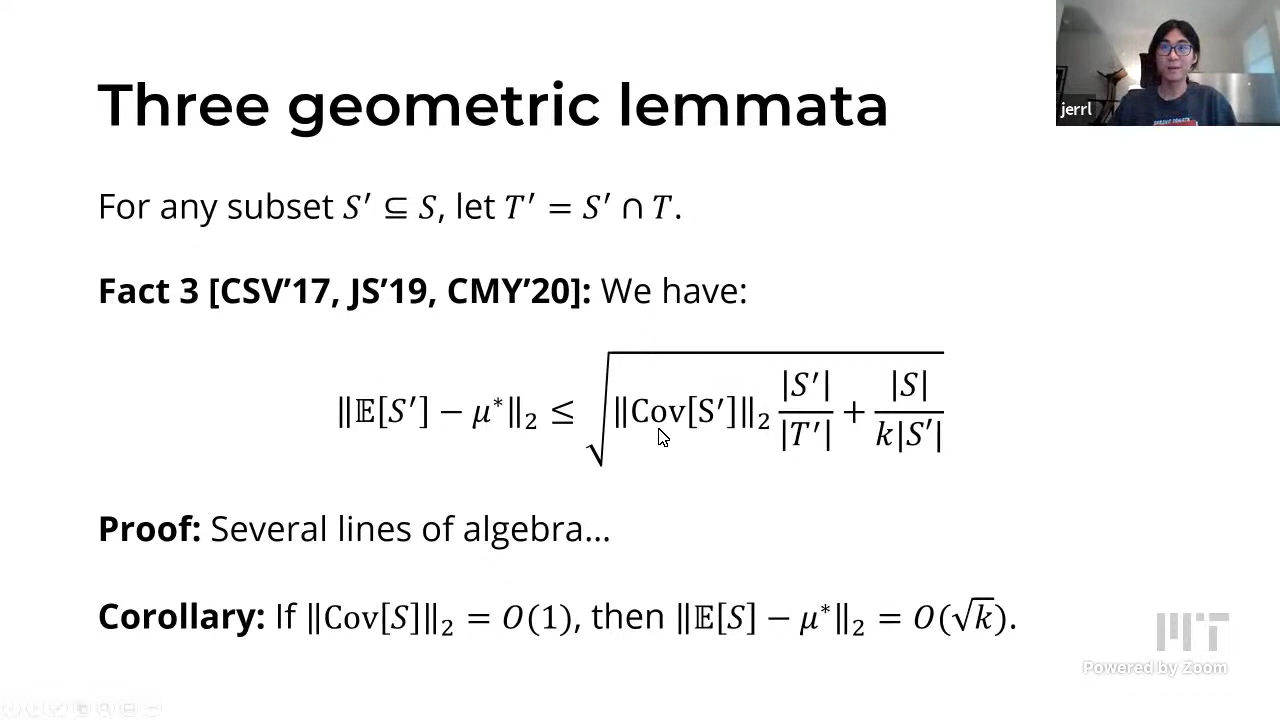 jerrl
Three geometric lemmata
For any subset S′ ⊆ S, let T′ = S′ ∩ T.
Fact 3 [CSV’17, JS’19, CMY’20]: We have:
‖𝔼[S′] − μ*‖₂ ≤ √(‖Cov[S′]‖₂ |S′|/|T′| + |S|/(k|S′|))
Proof: Several lines of algebra…
Corollary: If ‖Cov[S]‖₂ = O(1), then ‖𝔼[S] − μ*‖₂ = O(√k).
MIT
Powered by Zoom